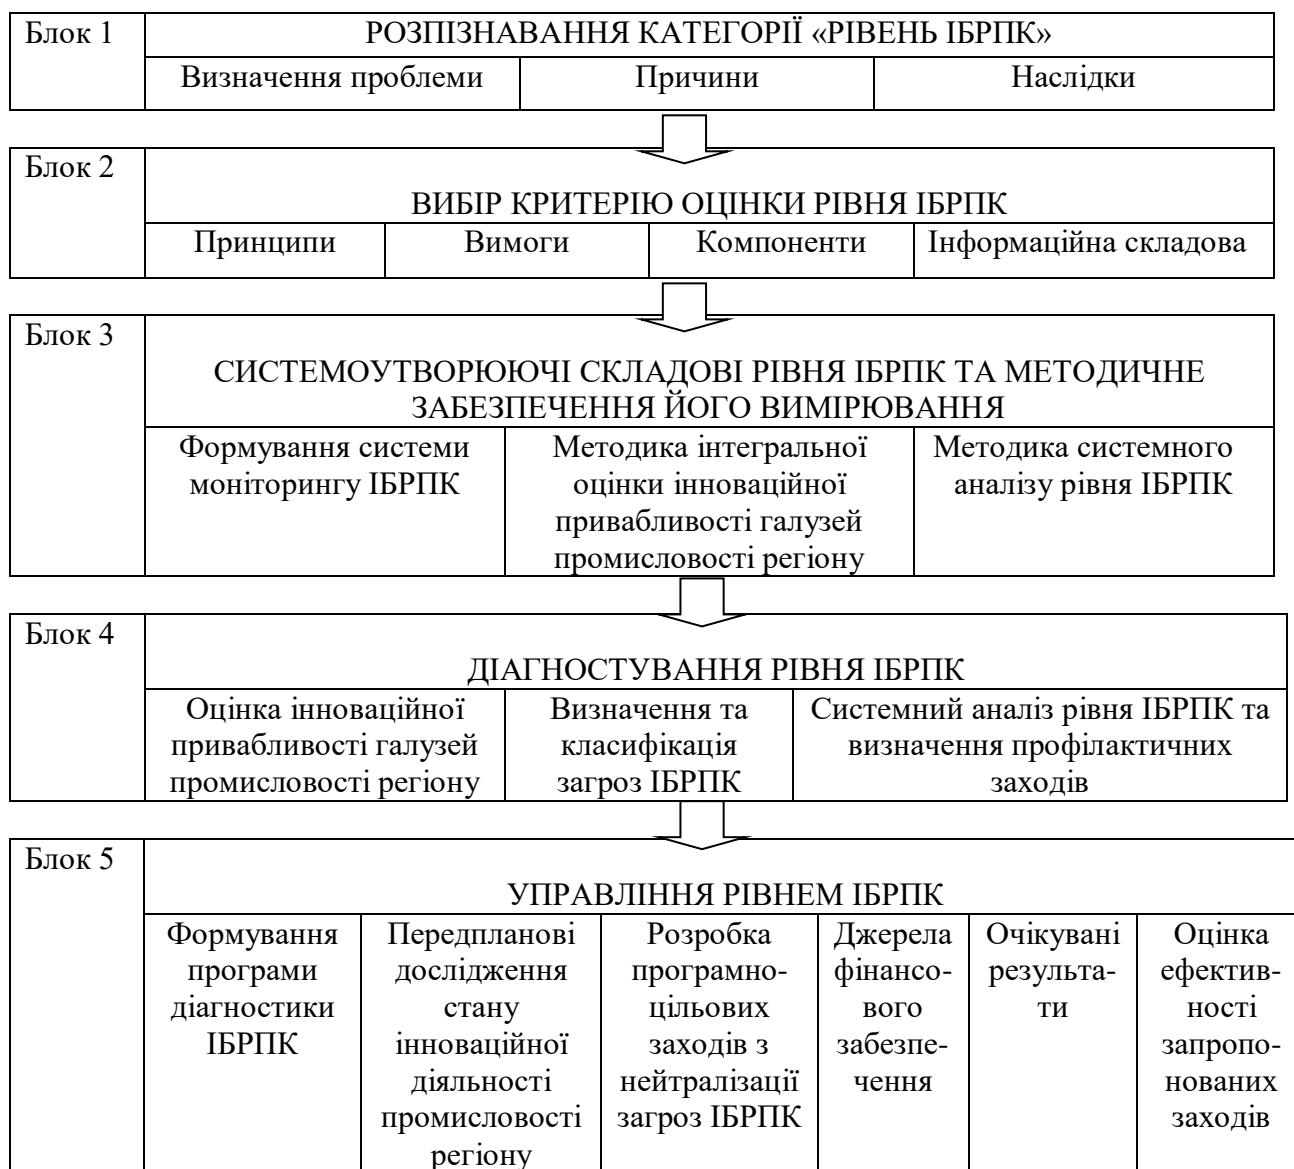 Блок 1
РОЗПІЗНАВАННЯ КАТЕГОРІЇ «РІВЕНЬ ІБРПК»
Визначення проблеми
Причини
Наслідки
Блок 2
ВИБІР КРИТЕРІЮ ОЦІНКИ РІВНЯ ІБРПК
Принципи
Вимоги
Компоненти
Інформаційна складова
Блок 3
СИСТЕМОУТВОРЮЮЧІ СКЛАДОВІ РІВНЯ ІБРПК ТА МЕТОДИЧНЕ
ЗАБЕЗПЕЧЕННЯ ЙОГО ВИМІРЮВАННЯ
Формування системи
моніторингу ІБРПК
Методика інтегральної
оцінки інноваційної
привабливості галузей
промисловості регіону
Методика системного
аналізу рівня ІБРПК
Блок 4
ДІАГНОСТУВАННЯ РІВНЯ ІБРПК
Оцінка інноваційної
привабливості галузей
промисловості регіону
Визначення та
класифікація
загроз ІБРПК
Системний аналіз рівня ІБРПК та
визначення профілактичних
заходів
Блок 5
УПРАВЛІННЯ РІВНЕМ ІБРПК
Формування
програми
діагностики
ІБРПК
Передпланові
дослідження
стану
інноваційної
діяльності
промисловості
регіону
Розробка
програмно-
цільових
заходів з
нейтралізації
загроз ІБРПК
Джерела
фінансо-
вого
забезпе-
чення
Очікувані
результа-
ти
Оцінка
ефектив-
ності
запропо-
нованих
заходів